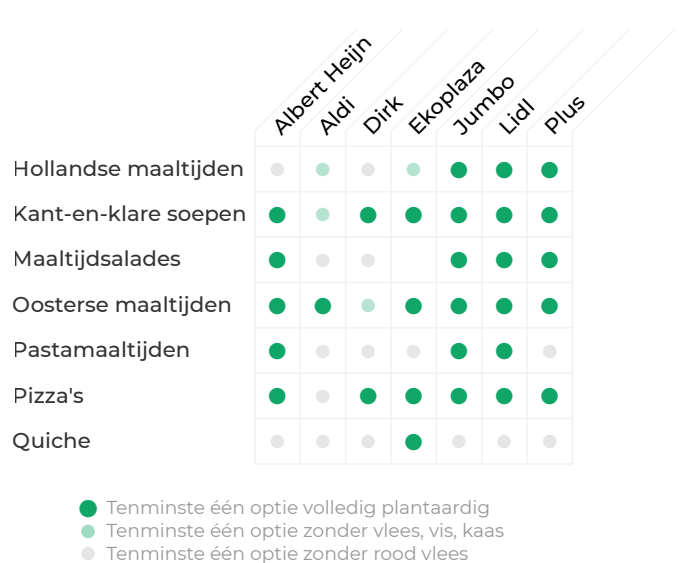 Albert Heijn
Aldi
Dirk
Ekoplaza
Jumbo
Lidl
Plus
Hollandse maaltijden
Kant-en-klare soepen
Maaltijdsalades
Oosterse maaltijden
Pastamaaltijden
Pizza's
Quiche
Tenminste één optie volledig plantaardig
Tenminste één optie zonder vlees, vis, kaas
Tenminste één optie zonder rood vlees